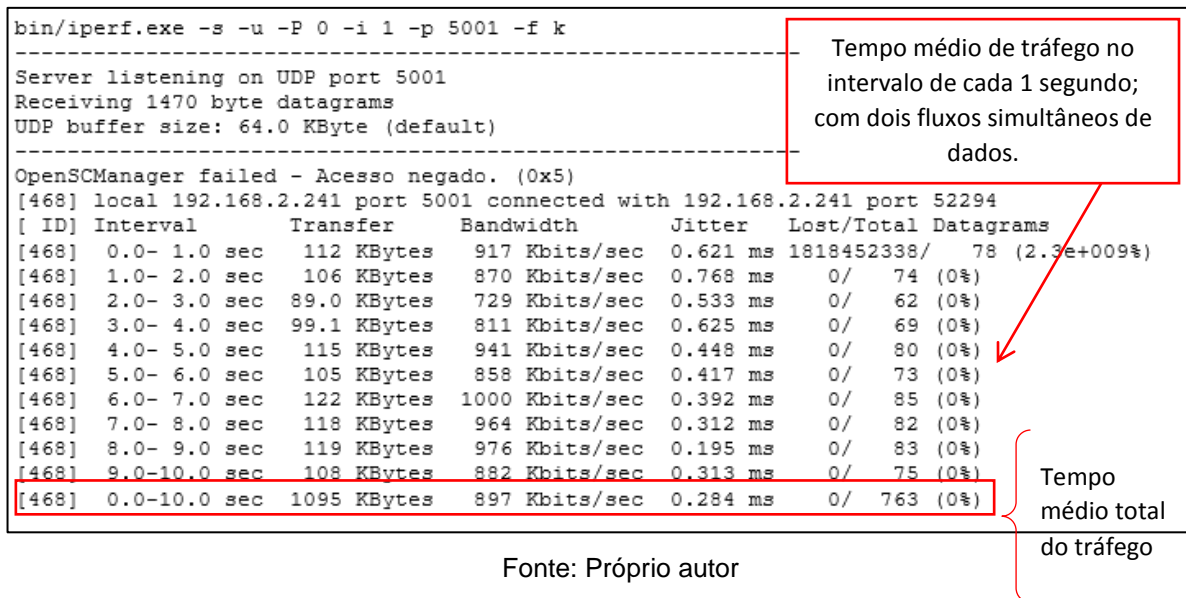 bin/iperf.exe -s -u -P 0 -i 1 -p 5001 -f k
------------------------------------------------------------
Server listening on UDP port 5001
Receiving 1470 byte datagrams
UDP buffer size: 64.0 KByte (default)
------------------------------------------------------------
OpenSCManager failed - Acesso negado. (0x5)
[468] local 192.168.2.241 port 5001 connected with 192.168.2.241 port 52294
[ ID] Interval Transfer Bandwidth Jitter Lost/Total Datagrams
[468] 0.0- 1.0 sec 112 KBytes 917 Kbits/sec 0.621 ms 1818452338/ 78 (2.3e+009%)
[468] 1.0- 2.0 sec 106 KBytes 870 Kbits/sec 0.768 ms 0/ 74 (0%)
[468] 2.0- 3.0 sec 89.0 KBytes 729 Kbits/sec 0.533 ms 0/ 62 (0%)
[468] 3.0- 4.0 sec 99.1 KBytes 811 Kbits/sec 0.625 ms 0/ 69 (0%)
[468] 4.0- 5.0 sec 115 KBytes 941 Kbits/sec 0.448 ms 0/ 80 (0%)
[468] 5.0- 6.0 sec 105 KBytes 858 Kbits/sec 0.417 ms 0/ 73 (0%)
[468] 6.0- 7.0 sec 122 KBytes 1000 Kbits/sec 0.392 ms 0/ 85 (0%)
[468] 7.0- 8.0 sec 118 KBytes 964 Kbits/sec 0.312 ms 0/ 82 (0%)
[468] 8.0- 9.0 sec 119 KBytes 976 Kbits/sec 0.195 ms 0/ 83 (0%)
[468] 9.0-10.0 sec 108 KBytes 882 Kbits/sec 0.313 ms 0/ 75 (0%)
[468] 0.0-10.0 sec 1095 KBytes 897 Kbits/sec 0.284 ms 0/ 763 (0%)
Tempo médio de tráfego no
intervalo de cada 1 segundo;
com dois fluxos simultâneos de
dados.
Tempo
médio total
do tráfego
Fonte: Próprio autor